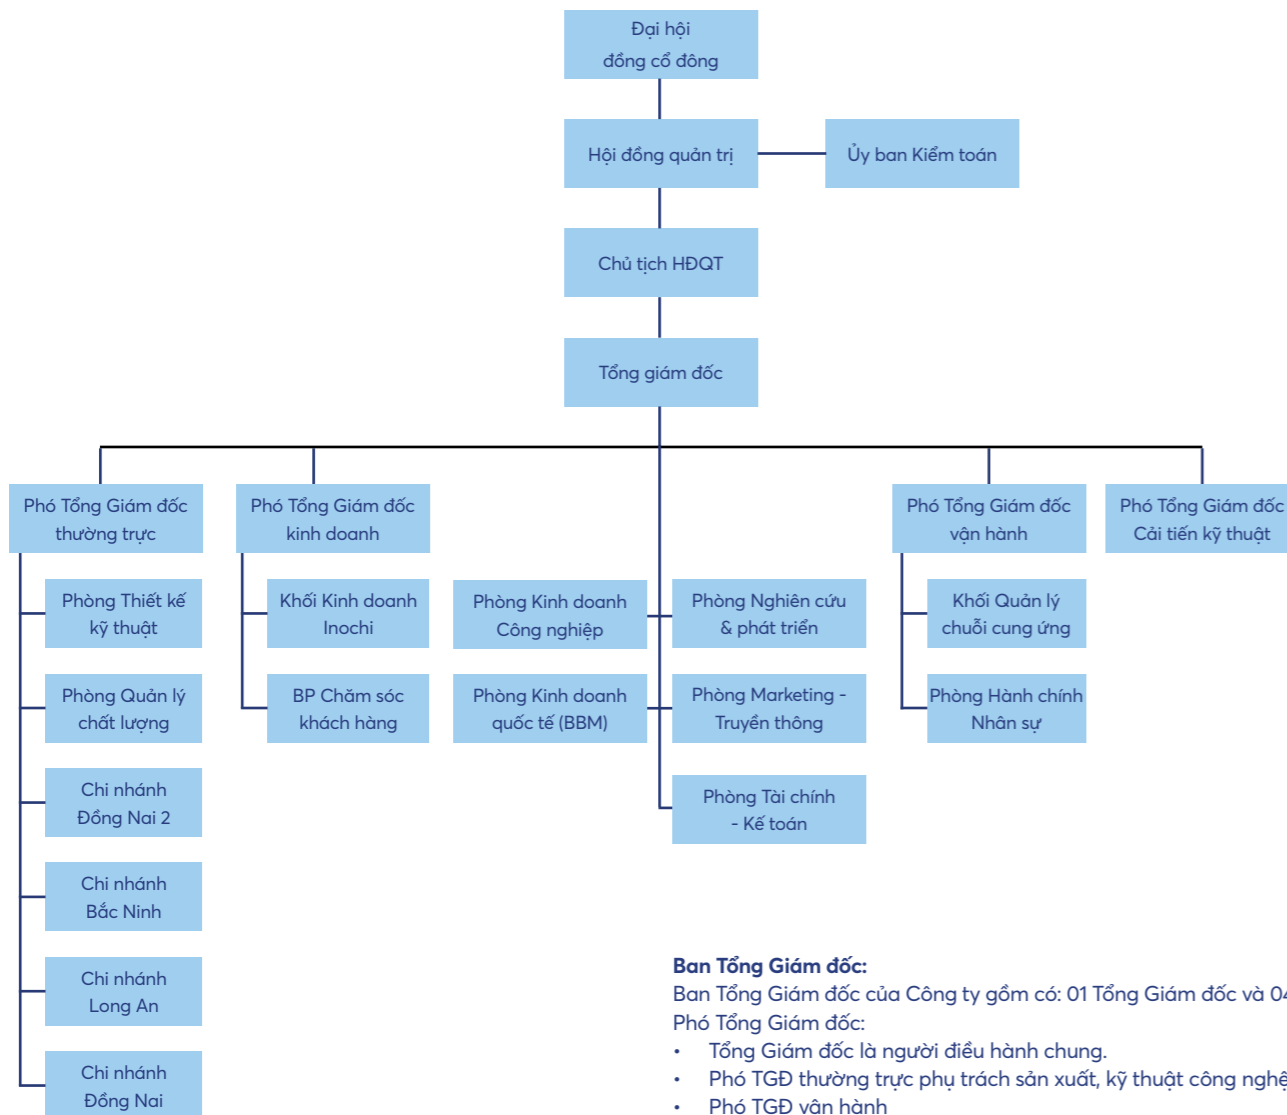 Đại hội
đồng cổ đông
Hội đồng quản trị
Ủy ban Kiểm toán
Chủ tịch HĐQT
Tổng giám đốc
Phó Tổng Giám đốc
thường trực
Phó Tổng Giám đốc
kinh doanh
Phó Tổng Giám đốc
vận hành
Phó Tổng Giám đốc
Cải tiến kỹ thuật
Phòng Thiết kế
kỹ thuật
Phòng Quản lý
chất lượng
Chi nhánh
Đồng Nai 2
Chi nhánh
Bắc Ninh
Chi nhánh
Long An
Chi nhánh
Đồng Nai
Khối Kinh doanh
Inochi
BP Chăm sóc
khách hàng
Phòng Kinh doanh
Công nghiệp
Phòng Kinh doanh
quốc tế (BBM)
Phòng Nghiên cứu
& phát triển
Phòng Marketing -
Truyền thông
Phòng Tài chính
- Kế toán
Khối Quản lý
chuỗi cung ứng
Phòng Hành chính
Nhân sự
Ban Tổng Giám đốc:
Ban Tổng Giám đốc của Công ty gồm có: 01 Tổng Giám đốc và 04
Phó Tổng Giám đốc:
• Tổng Giám đốc là người điều hành chung.
• Phó TGĐ thường trực phụ trách sản xuất, kỹ thuật công nghệ
• Phó TGĐ vận hành